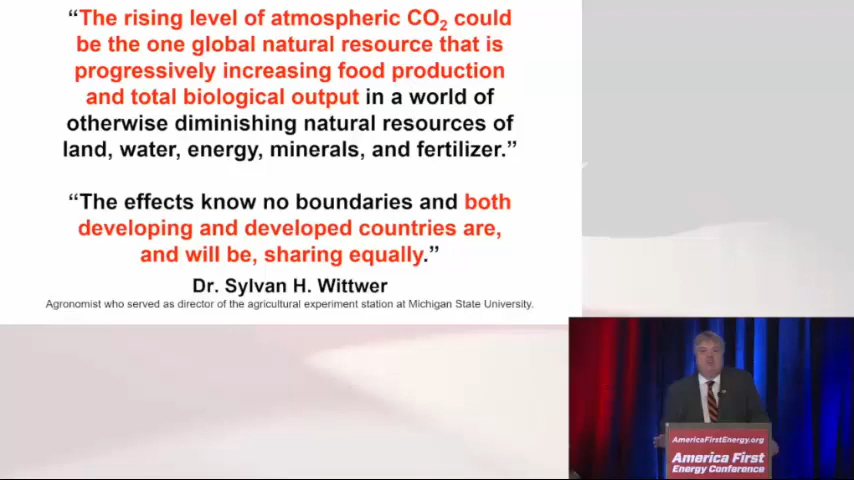 “The rising level of atmospheric CO₂ could
be the one global natural resource that is
progressively increasing food production
and total biological output in a world of
otherwise diminishing natural resources of
land, water, energy, minerals, and fertilizer.”
“The effects know no boundaries and both
developing and developed countries are,
and will be, sharing equally.”
Dr. Sylvan H. Wittwer
Agronomist who served as director of the agricultural experiment station at Michigan State University.
AmericaFirstEnergy.org
America First
Energy Conference